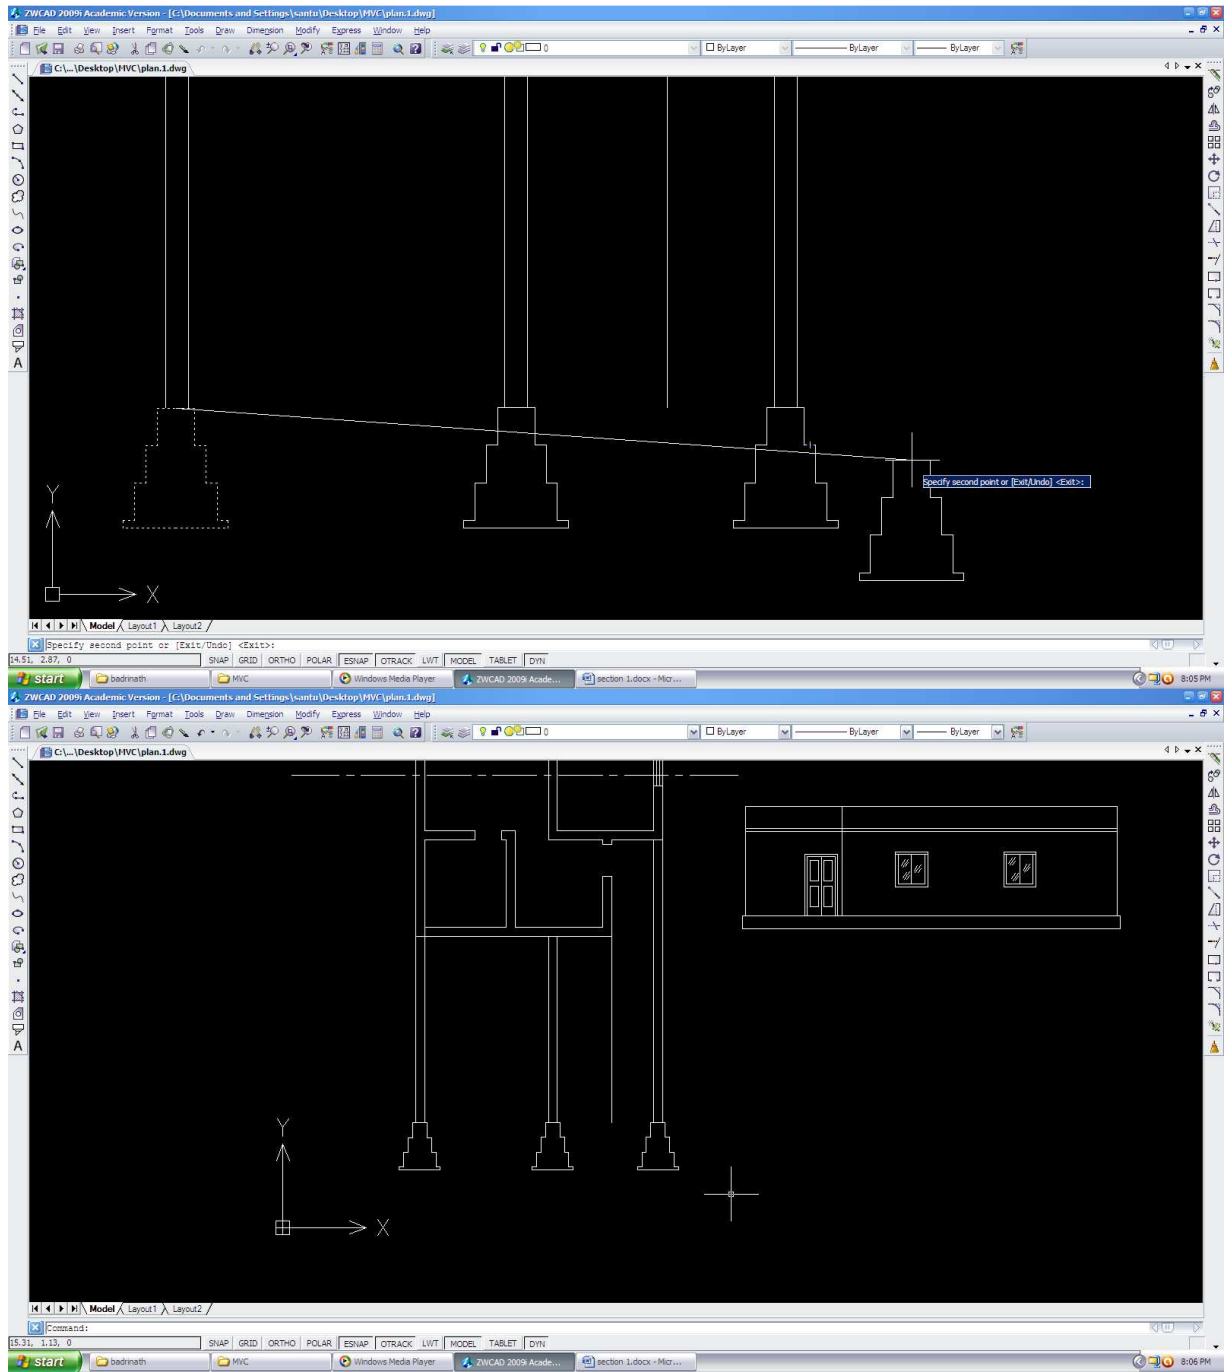 ZWCAD 2009i Academic Version - [C:\Documents and Settings\santu\Desktop\MVC\plan.1.dwg]
File Edit View Insert Format Tools Draw Dimension Modify Express Window Help
0 ByLayer ByLayer ByLayer
C:\...\Desktop\MVC\plan.1.dwg
A
Specify second point or [Exit/Undo] <Exit>:
Y
X
Model Layout1 Layout2
Specify second point or [Exit/Undo] <Exit>:
14.51, 2.87, 0 SNAP GRID ORTHO POLAR ESNAP OTRACK LWT MODEL TABLET DYN
start badrinath MVC Windows Media Player ZWCAD 2009i Acade... section 1.docx - Micr... 8:05 PM
ZWCAD 2009i Academic Version - [C:\Documents and Settings\santu\Desktop\MVC\plan.1.dwg]
File Edit View Insert Format Tools Draw Dimension Modify Express Window Help
0 ByLayer ByLayer ByLayer
C:\...\Desktop\MVC\plan.1.dwg
A
Y
X
Model Layout1 Layout2
Command:
15.31, 1.13, 0 SNAP GRID ORTHO POLAR ESNAP OTRACK LWT MODEL TABLET DYN
start badrinath MVC Windows Media Player ZWCAD 2009i Acade... section 1.docx - Micr... 8:06 PM